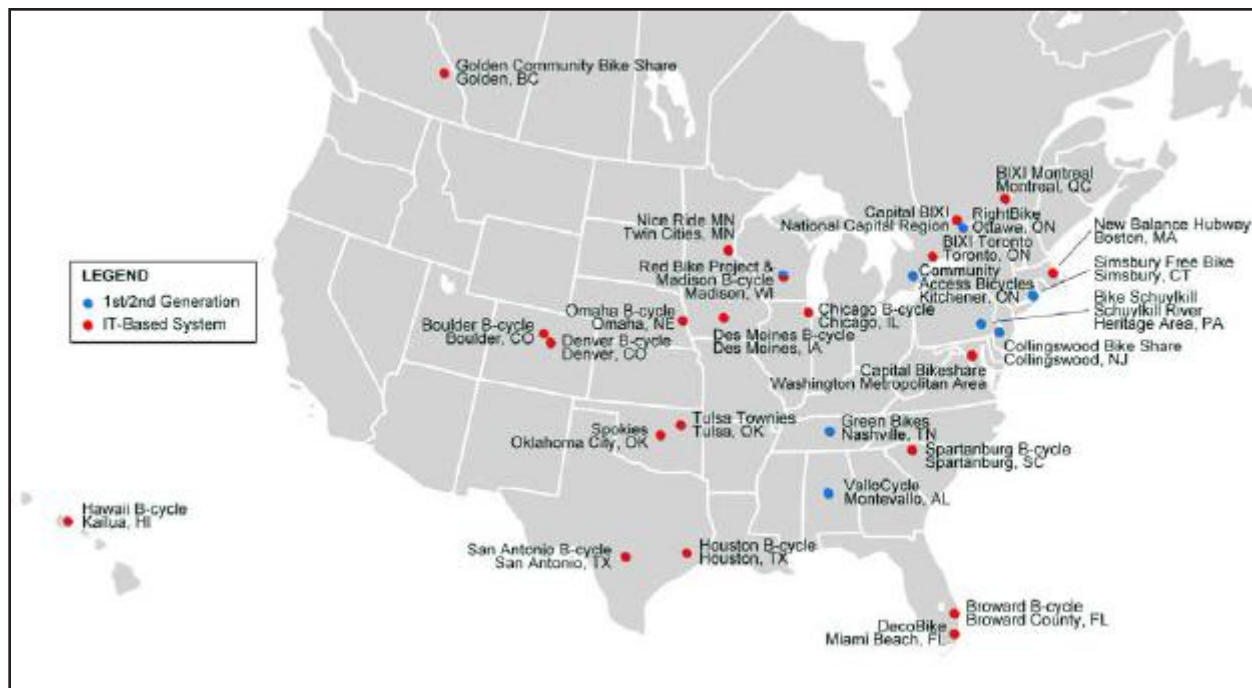 Golden Community Bike Share
Golden, BC
BIXI Montreal
Montreal, QC
Capital BIXI
National Capital Region
RightBike
Ottawa, ON
Nice Ride MN
Twin Cities, MN
New Balance Hubway
Boston, MA
BIXI Toronto
Toronto, ON
Simsbury Free Bike
Simsbury, CT
Red Bike Project &
Madison B-cycle
Madison, WI
Community
Access Bicycles
Kitchener, ON
LEGEND
1st/2nd Generation
IT-Based System
Bike Schuylkill
Schuylkill River
Heritage Area, PA
Omaha B-cycle
Omaha, NE
Chicago B-cycle
Chicago, IL
Boulder B-cycle
Boulder, CO
Denver B-cycle
Denver, CO
Des Moines B-cycle
Des Moines, IA
Collingswood Bike Share
Collingswood, NJ
Capital Bikeshare
Washington Metropolitan Area
Spokies
Oklahoma City, OK
Tulsa Townies
Tulsa, OK
Green Bikes
Nashville, TN
Spartanburg B-cycle
Spartanburg, SC
ValloCycle
Montevallo, AL
Hawaii B-cycle
Kailua, HI
San Antonio B-cycle
San Antonio, TX
Houston B-cycle
Houston, TX
Broward B-cycle
Broward County, FL
DecoBike
Miami Beach, FL